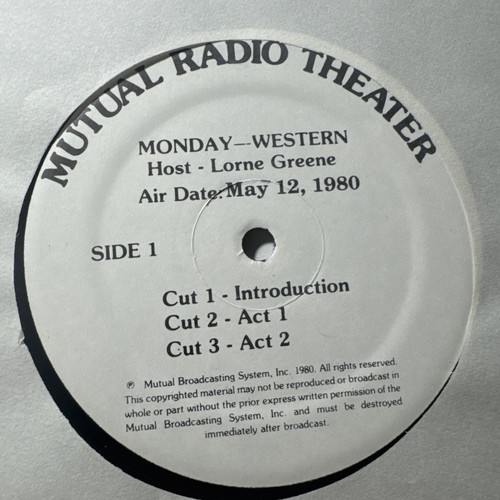 MUTUAL RADIO THEATER
MONDAY—WESTERN
Host - Lorne Greene
Air Date: May 12, 1980
SIDE 1
Cut 1 - Introduction
Cut 2 - Act 1
Cut 3 - Act 2
℗ Mutual Broadcasting System, Inc. 1980. All rights reserved.
This copyrighted material may not be reproduced or broadcast in
whole or part without the prior express written permission of the
Mutual Broadcasting System, Inc. and must be destroyed
immediately after broadcast.